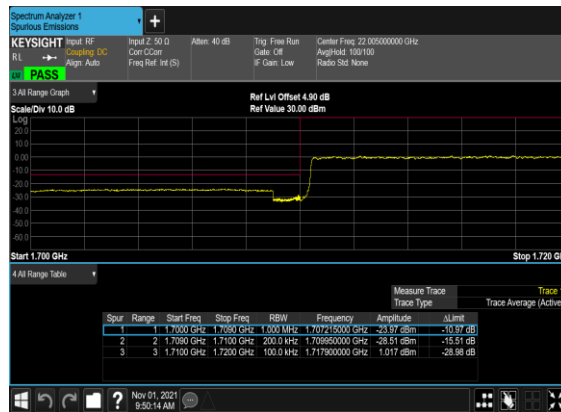 Spectrum Analyzer 1
Spurious Emissions
+
KEYSIGHT Input: RF Input Z: 50 Ω Atten: 40 dB Trig: Free Run Center Freq: 22.005000000 GHz
RL Coupling: DC Corr CCorr Gate: Off Avg|Hold: 100/100
Align: Auto Freq Ref: Int (S) IF Gain: Low Radio Std: None
PASS
3 All Range Graph
Ref Lvl Offset 4.90 dB
Scale/Div 10.0 dB Ref Value 30.00 dBm
Log
20.0
10.0
0.00
-10.0
-20.0
-30.0
-40.0
-50.0
-60.0
Start 1.700 GHz Stop 1.720 G
4 All Range Table
Measure Trace Trace
Trace Type Trace Average (Active
Spur Range Start Freq Stop Freq RBW Frequency Amplitude ΔLimit
1 1 1.7000 GHz 1.7090 GHz 1.000 MHz 1.707215000 GHz -23.97 dBm -10.97 dB
2 2 1.7090 GHz 1.7100 GHz 200.0 kHz 1.709950000 GHz -28.51 dBm -15.51 dB
3 3 1.7100 GHz 1.7200 GHz 100.0 kHz 1.717900000 GHz 1.017 dBm -28.98 dB
? Nov 01, 2021
9:50:14 AM